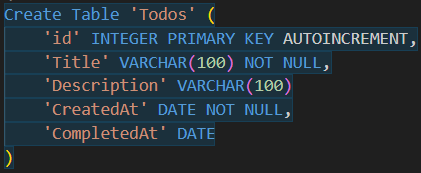 Create Table 'Todos' (
'id' INTEGER PRIMARY KEY AUTOINCREMENT,
'Title' VARCHAR(100) NOT NULL,
'Description' VARCHAR(100)
'CreatedAt' DATE NOT NULL,
'CompletedAt' DATE
)